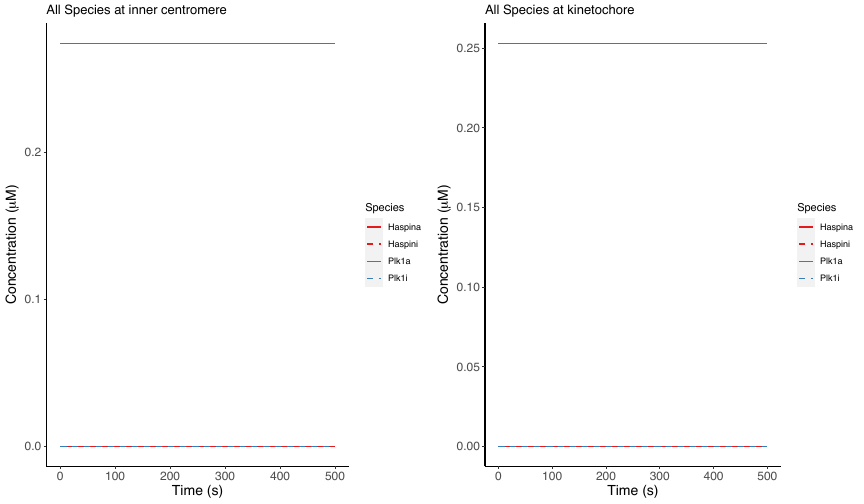 All Species at inner centromere
Concentration (μM)
0.2
0.1
0.0
0 100 200 300 400 500
Time (s)
Species
Haspina
Haspini
Plk1a
Plk1i
All Species at kinetochore
Concentration (μM)
0.25
0.20
0.15
0.10
0.05
0.00
0 100 200 300 400 500
Time (s)
Species
Haspina
Haspini
Plk1a
Plk1i